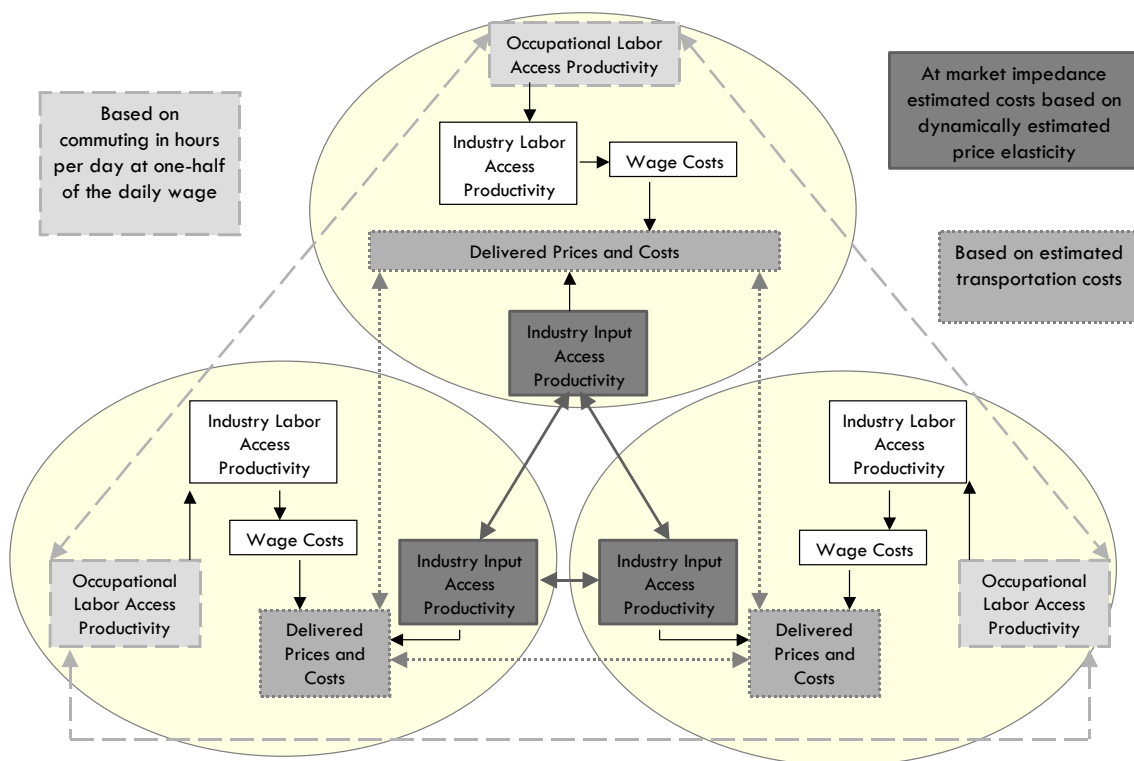 Occupational Labor
Access Productivity
At market impedance
estimated costs based on
dynamically estimated
price elasticity
Based on
commuting in hours
per day at one-half
of the daily wage
Industry Labor
Access
Productivity
Wage Costs
Delivered Prices and Costs
Based on estimated
transportation costs
Industry Input
Access
Productivity
Industry Labor
Access
Productivity
Wage Costs
Occupational
Labor Access
Productivity
Industry Input
Access
Productivity
Delivered
Prices and
Costs
Industry Labor
Access
Productivity
Wage Costs
Industry Input
Access
Productivity
Occupational
Labor Access
Productivity
Delivered
Prices and
Costs